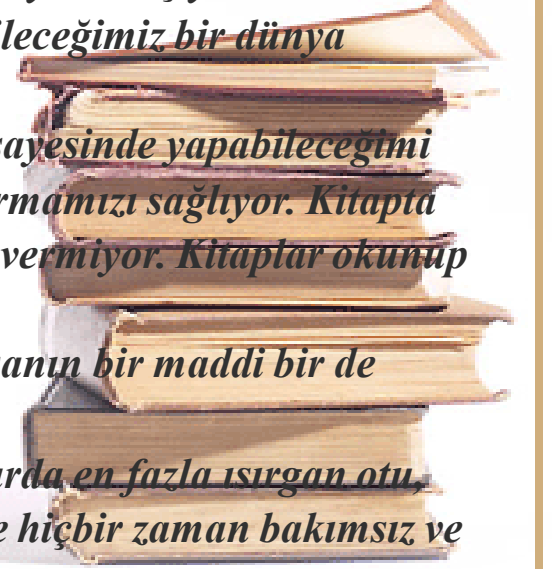 ileceğimiz bir dünya
sayesinde yapabileceğimi
rmamızı sağlıyor. Kitapta
vermiyor. Kitaplar okunup
anın bir maddi bir de
arda en fazla ısırgan otu,
e hiçbir zaman bakımsız ve